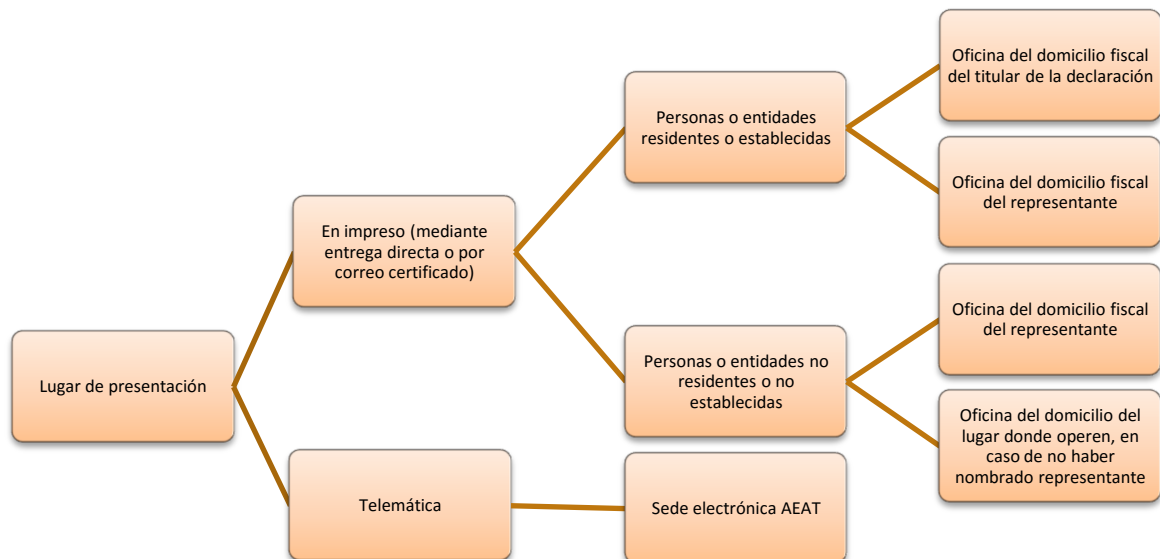 Lugar de presentación
En impreso (mediante
entrega directa o por
correo certificado)
Personas o entidades
residentes o establecidas
Oficina del domicilio fiscal
del titular de la declaración
Oficina del domicilio fiscal
del representante
Personas o entidades no
residentes o no
establecidas
Oficina del domicilio fiscal
del representante
Oficina del domicilio del
lugar donde operen, en
caso de no haber
nombrado representante
Telemática
Sede electrónica AEAT